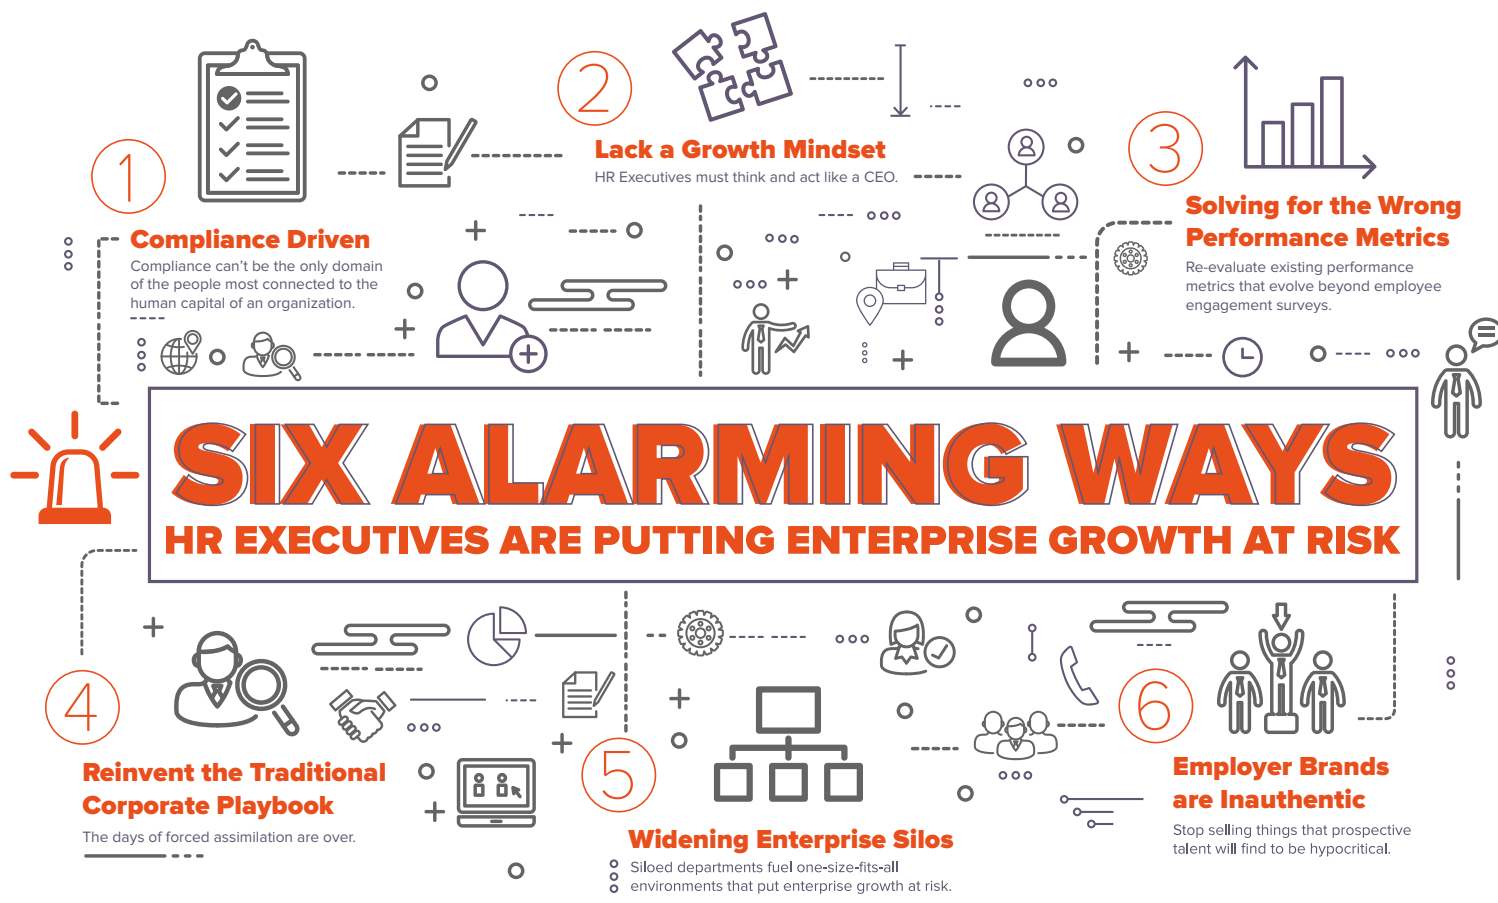 1
Compliance Driven
Compliance can't be the only domain
of the people most connected to the
human capital of an organization.
2
Lack a Growth Mindset
HR Executives must think and act like a CEO.
3
Solving for the Wrong
Performance Metrics
Re-evaluate existing performance
metrics that evolve beyond employee
engagement surveys.
SIX ALARMING WAYS
HR EXECUTIVES ARE PUTTING ENTERPRISE GROWTH AT RISK
4
Reinvent the Traditional
Corporate Playbook
The days of forced assimilation are over.
5
Widening Enterprise Silos
Siloed departments fuel one-size-fits-all
environments that put enterprise growth at risk.
6
Employer Brands
are Inauthentic
Stop selling things that prospective
talent will find to be hypocritical.